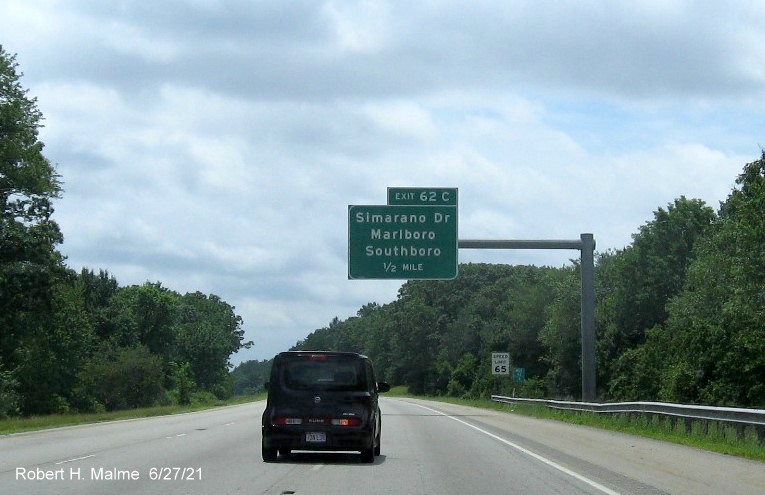 EXIT 62 C
Simarano Dr
Marlboro
Southboro
1/2 MILE
SPEED
LIMIT
65
Robert H. Malme 6/27/21